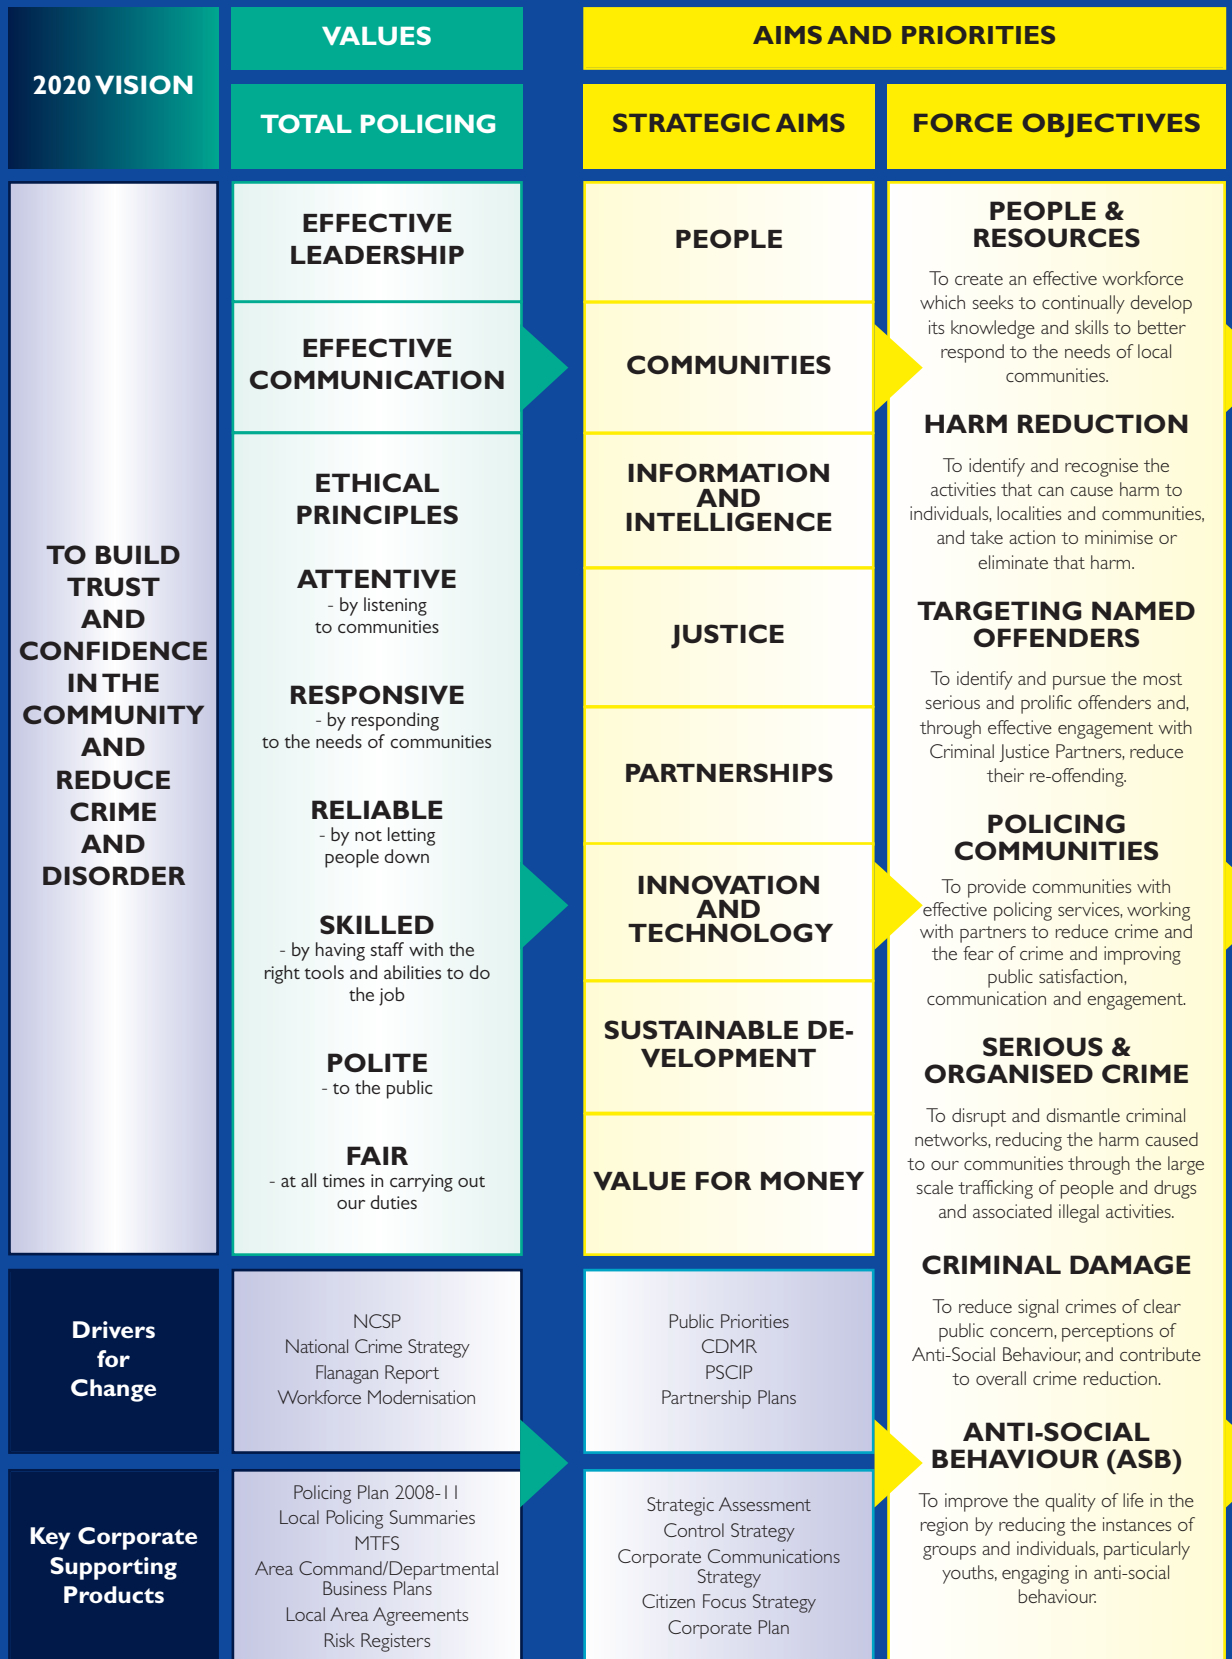 2020 VISION
VALUES
TOTAL POLICING
AIMS AND PRIORITIES
STRATEGIC AIMS
FORCE OBJECTIVES
TO BUILD
TRUST
AND
CONFIDENCE
IN THE
COMMUNITY
AND
REDUCE
CRIME
AND
DISORDER
EFFECTIVE
LEADERSHIP
EFFECTIVE
COMMUNICATION
ETHICAL
PRINCIPLES
ATTENTIVE
- by listening
to communities
RESPONSIVE
- by responding
to the needs of communities
RELIABLE
- by not letting
people down
SKILLED
- by having staff with the
right tools and abilities to do
the job
POLITE
- to the public
FAIR
- at all times in carrying out
our duties
PEOPLE
COMMUNITIES
INFORMATION
AND
INTELLIGENCE
JUSTICE
PARTNERSHIPS
INNOVATION
AND
TECHNOLOGY
SUSTAINABLE DE-
VELOPMENT
VALUE FOR MONEY
PEOPLE &
RESOURCES
To create an effective workforce
which seeks to continually develop
its knowledge and skills to better
respond to the needs of local
communities.
HARM REDUCTION
To identify and recognise the
activities that can cause harm to
individuals, localities and communities,
and take action to minimise or
eliminate that harm.
TARGETING NAMED
OFFENDERS
To identify and pursue the most
serious and prolific offenders and,
through effective engagement with
Criminal Justice Partners, reduce
their re-offending.
POLICING
COMMUNITIES
To provide communities with
effective policing services, working
with partners to reduce crime and
the fear of crime and improving
public satisfaction,
communication and engagement.
SERIOUS &
ORGANISED CRIME
To disrupt and dismantle criminal
networks, reducing the harm caused
to our communities through the large
scale trafficking of people and drugs
and associated illegal activities.
CRIMINAL DAMAGE
To reduce signal crimes of clear
public concern, perceptions of
Anti-Social Behaviour, and contribute
to overall crime reduction.
ANTI-SOCIAL
BEHAVIOUR (ASB)
To improve the quality of life in the
region by reducing the instances of
groups and individuals, particularly
youths, engaging in anti-social
behaviour.
Drivers
for
Change
NCSP
National Crime Strategy
Flanagan Report
Workforce Modernisation
Public Priorities
CDMR
PSCIP
Partnership Plans
Key Corporate
Supporting
Products
Policing Plan 2008-11
Local Policing Summaries
MTFS
Area Command/Departmental
Business Plans
Local Area Agreements
Risk Registers
Strategic Assessment
Control Strategy
Corporate Communications
Strategy
Citizen Focus Strategy
Corporate Plan